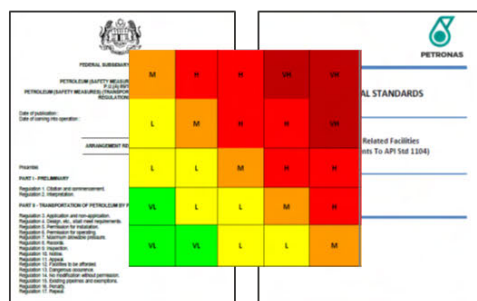 FEDERAL SUBSIDIARY
PETROLEUM (SAFETY MEASUR
PETROLEUM (SAFETY MEASURES) (TRANSPOR
REGULATION
Date of publication :
Date of coming into operation :
ARRANGEMENT RE
Preamble
PART I - PRELIMINARY
Regulation 1. Citation and commencement.
Regulation 2. Interpretation.
PART II - TRANSPORTATION OF PETROLEUM BY P
Regulation 3. Application and non-application.
Regulation 4. Design, etc., shall meet requirements.
Regulation 5. Permission for installation.
Regulation 6. Permission for operating.
Regulation 7. Maximum allowable pressure.
Regulation 8. Records.
Regulation 9. Inspection.
Regulation 10. Notice.
Regulation 11. Appeal.
Regulation 12. Facilities to be afforded.
Regulation 13. Dangerous occurrence.
Regulation 14. No modification without permission.
Regulation 15. Existing pipelines and exemptions.
Regulation 16. Penalty.
Regulation 17. Repeal.
M H H VH VH
L M H H VH
L L M H H
VL L L M H
VL VL L L M
PETRONAS
AL STANDARDS
Related Facilities
nts To API Std 1104)